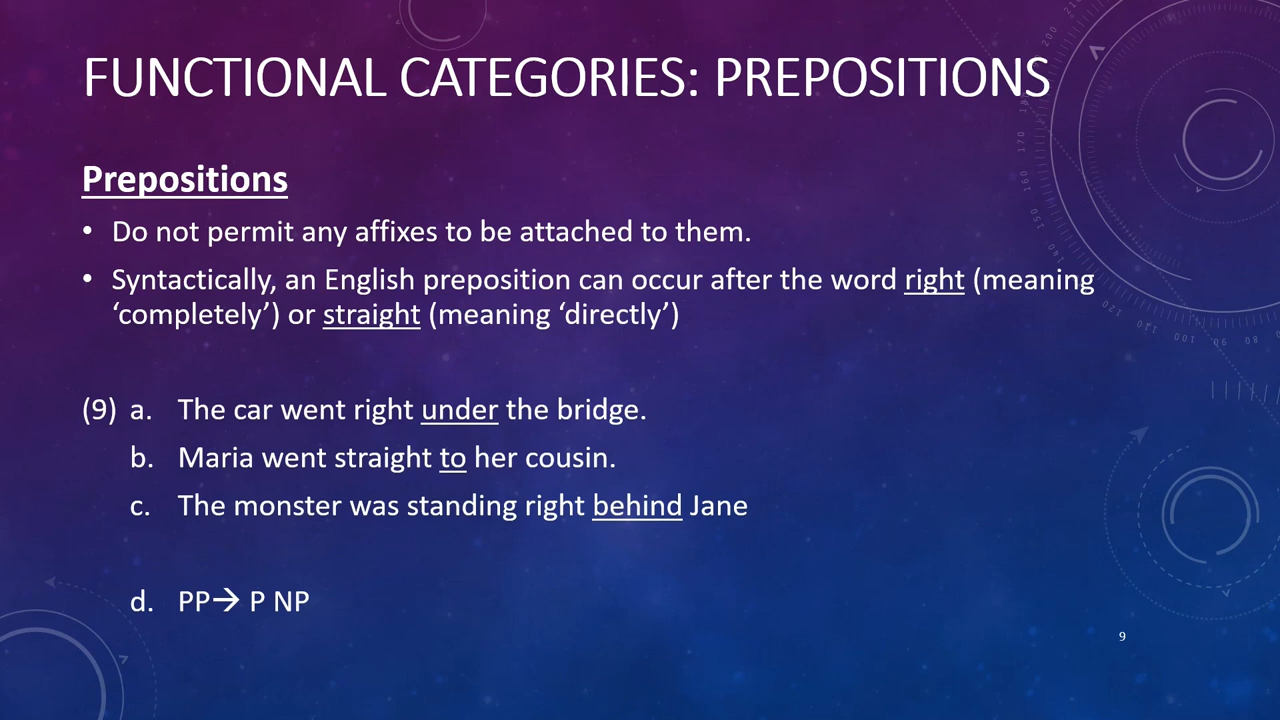 FUNCTIONAL CATEGORIES: PREPOSITIONS
Prepositions
• Do not permit any affixes to be attached to them.
• Syntactically, an English preposition can occur after the word right (meaning
‘completely’) or straight (meaning ‘directly’)
(9) a. The car went right under the bridge.
b. Maria went straight to her cousin.
c. The monster was standing right behind Jane
d. PP→ P NP
9